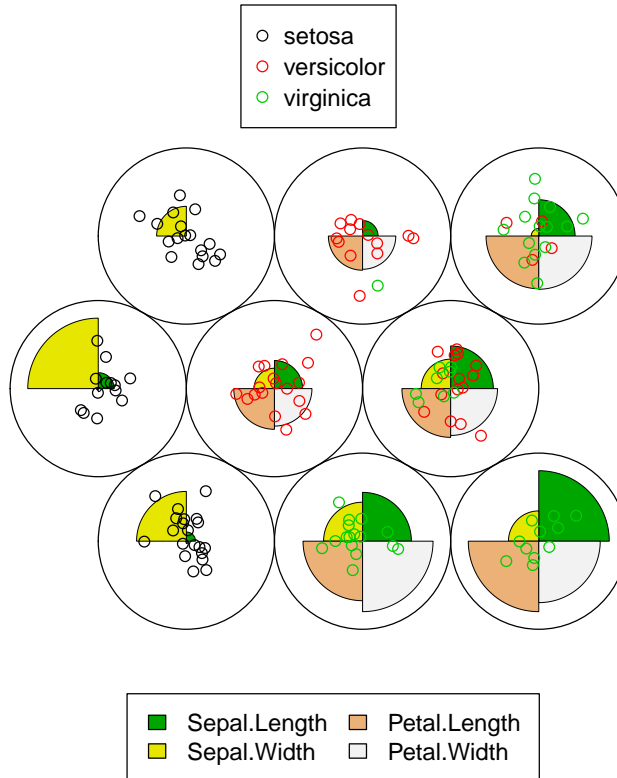 setosa
versicolor
virginica
Sepal.Length Petal.Length
Sepal.Width Petal.Width